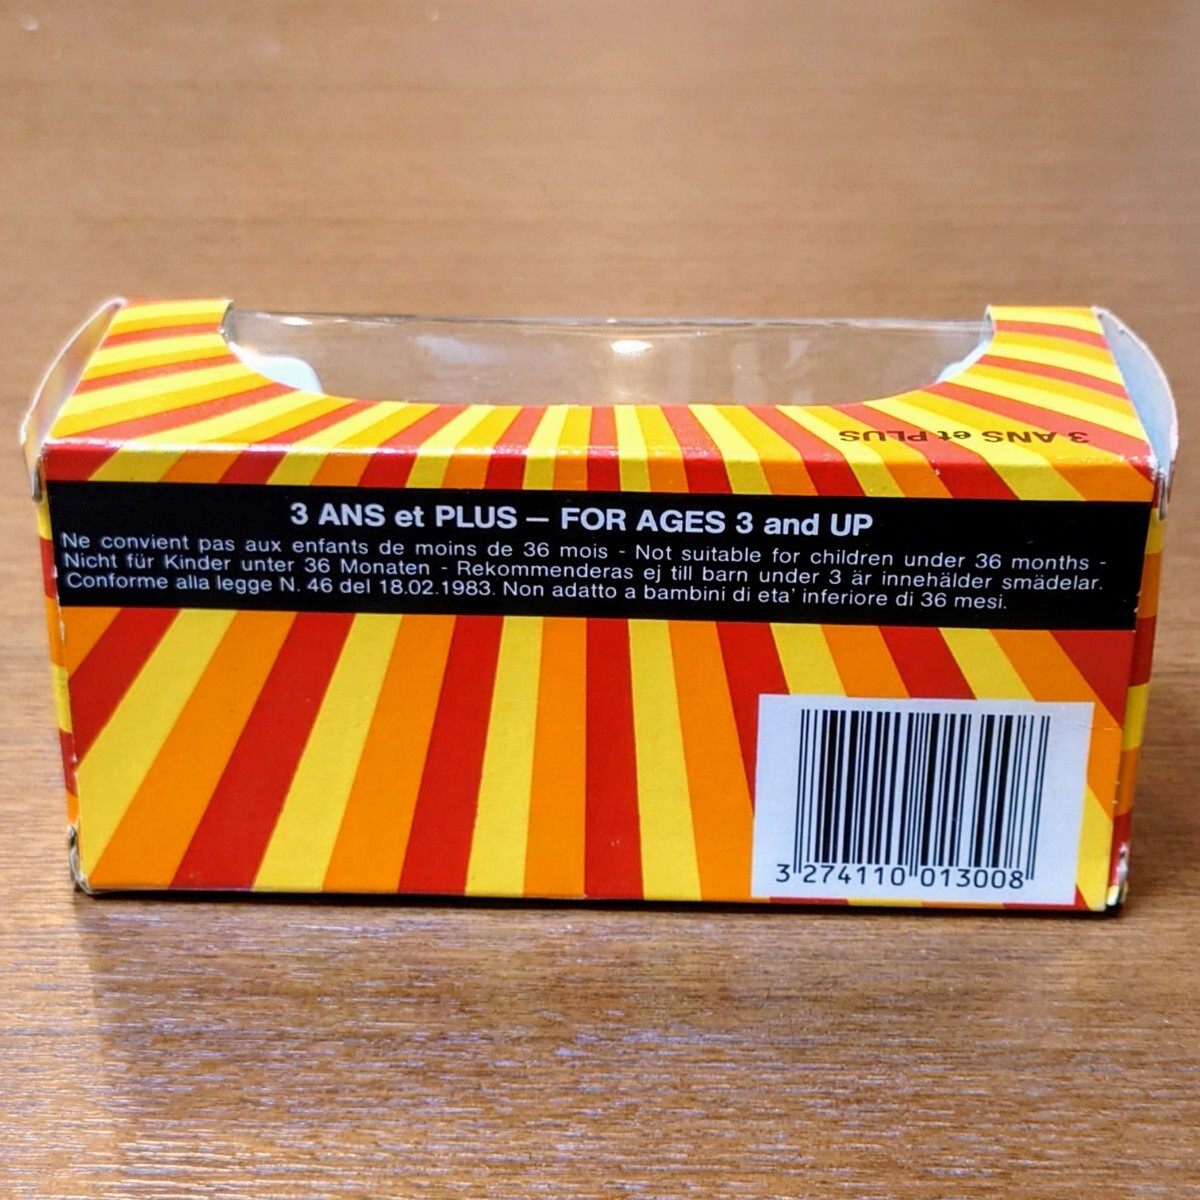 3 ANS et PLUS
3 ANS et PLUS – FOR AGES 3 and UP
Ne convient pas aux enfants de moins de 36 mois - Not suitable for children under 36 months -
Nicht für Kinder unter 36 Monaten - Rekommenderas ej till barn under 3 är innehälder smädelar.
Conforme alla legge N. 46 del 18.02.1983. Non adatto a bambini di eta' inferiore di 36 mesi.
3 274110 013008